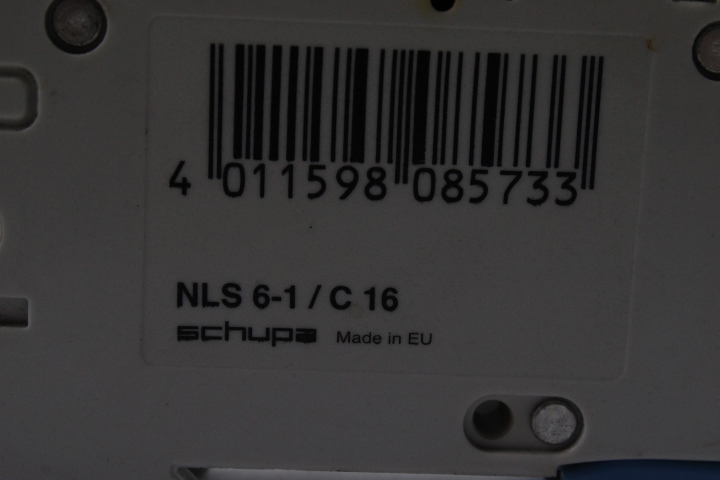 4 011598 085733
NLS 6-1 / C 16
schupa Made in EU